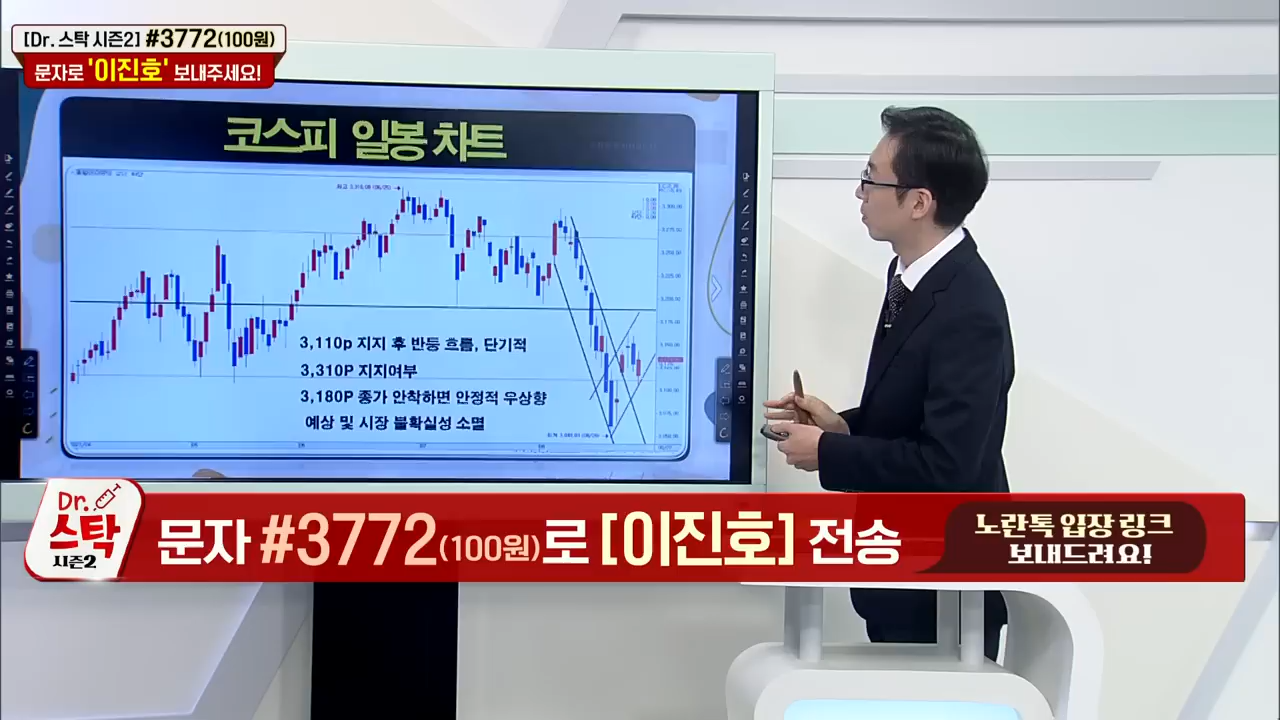 [Dr. 스탁 시즌2] #3772(100원)
문자로 '이진호' 보내주세요!
코스피 일봉 차트
3,110p 지지 후 반등 흐름, 단기적
3,310P 지지여부
3,180P 종가 안착하면 안정적 우상향
예상 및 시장 불확실성 소멸
Dr.
스탁
시즌2
문자 #3772(100원)로 [이진호] 전송
노란톡 입장 링크
보내드려요!